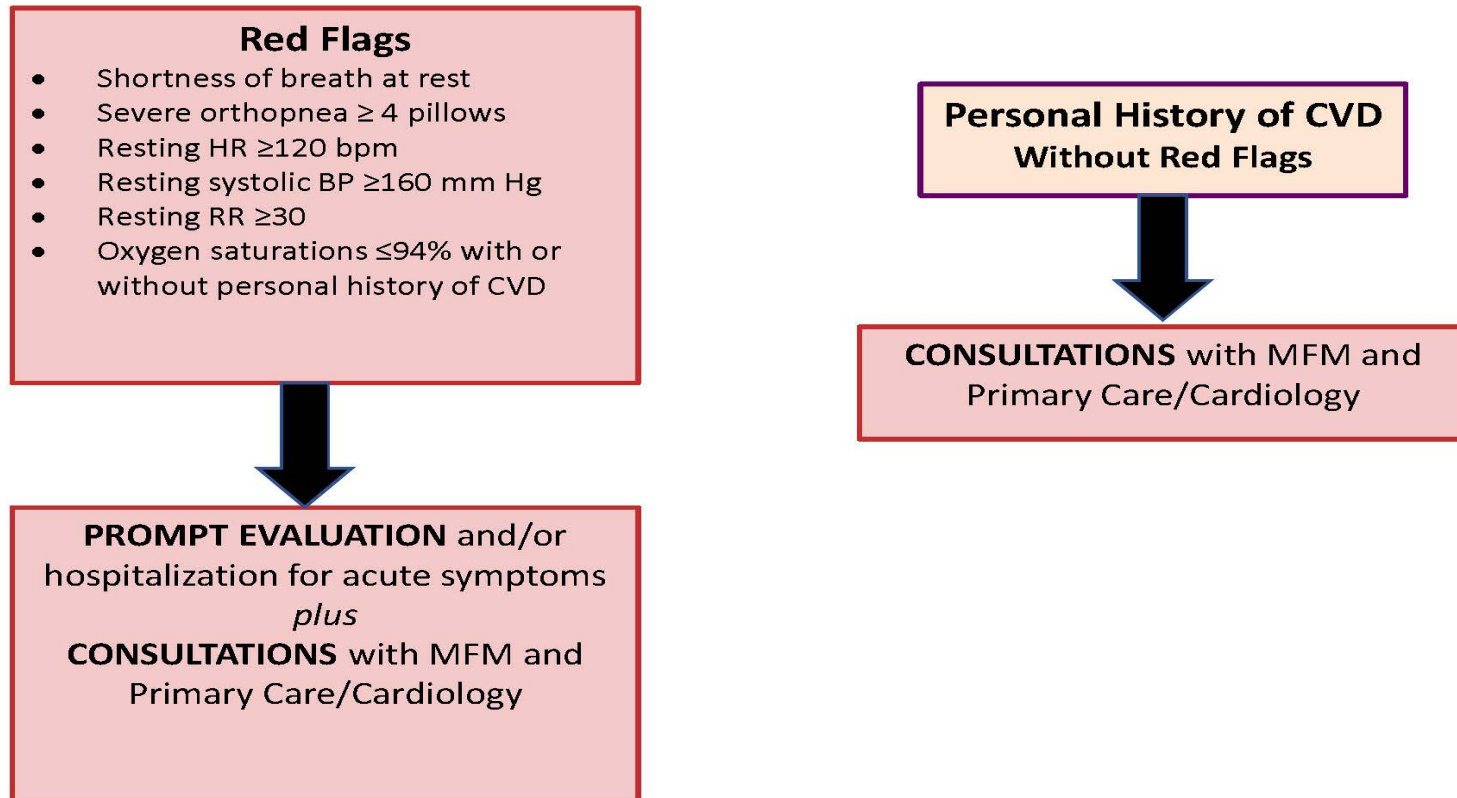 Red Flags
• Shortness of breath at rest
• Severe orthopnea ≥ 4 pillows
• Resting HR ≥120 bpm
• Resting systolic BP ≥160 mm Hg
• Resting RR ≥30
• Oxygen saturations ≤94% with or
without personal history of CVD
PROMPT EVALUATION and/or
hospitalization for acute symptoms
plus
CONSULTATIONS with MFM and
Primary Care/Cardiology
Personal History of CVD
Without Red Flags
CONSULTATIONS with MFM and
Primary Care/Cardiology